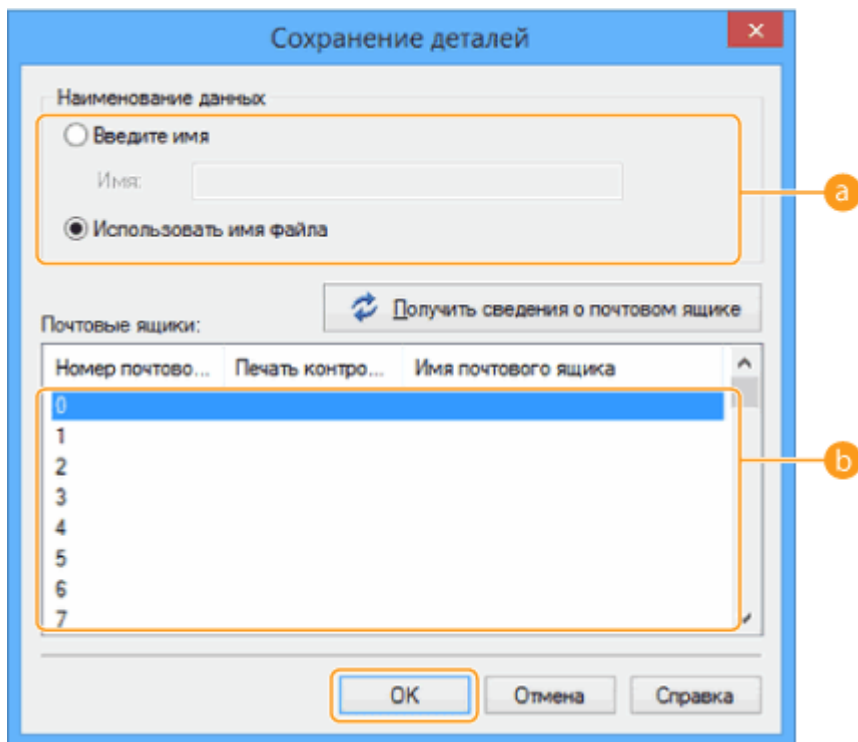 Сохранение деталей
Наименование данных
Введите имя
Имя:
Использовать имя файла
a
Получить сведения о почтовом ящике
Почтовые ящики:
Номер почтово... Печать контро... Имя почтового ящика
0
1
2
3
4
5
6
7
b
OK Отмена Справка